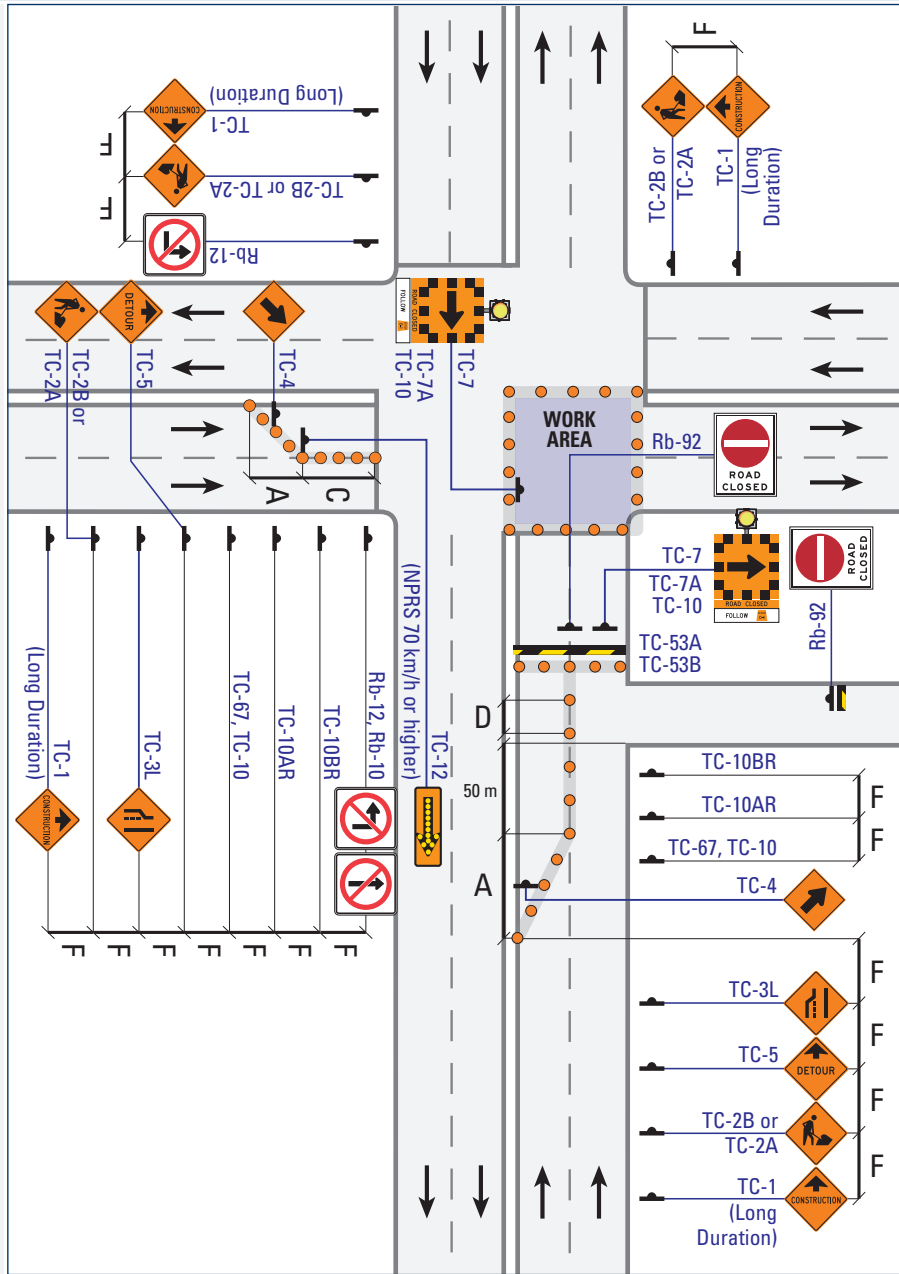 F
F
CONSTRUCTION
TC-1
(Long Duration)
TC-2B or TC-2A
Rb-12
F
CONSTRUCTION
TC-2B or
TC-2A
TC-1
(Long
Duration)
DETOUR
TC-2B or
TC-2A
TC-5
TC-4
ROAD CLOSED
FOLLOW
TC-7
TC-7A
TC-10
WORK
AREA
Rb-92
ROAD
CLOSED
A
C
TC-7
TC-7A
TC-10
ROAD CLOSED
FOLLOW
ROAD
CLOSED
Rb-92
TC-53A
TC-53B
TC-12
(NPRS 70 km/h or higher)
D
50 m
A
TC-1
(Long Duration)
CONSTRUCTION
TC-3L
TC-67, TC-10
TC-10AR
TC-10BR
Rb-12, Rb-10
F
F
F
F
F
F
F
TC-10BR
F
TC-10AR
F
TC-67, TC-10
TC-4
F
TC-3L
F
TC-5
DETOUR
F
TC-2B or
TC-2A
F
TC-1
(Long
Duration)
CONSTRUCTION